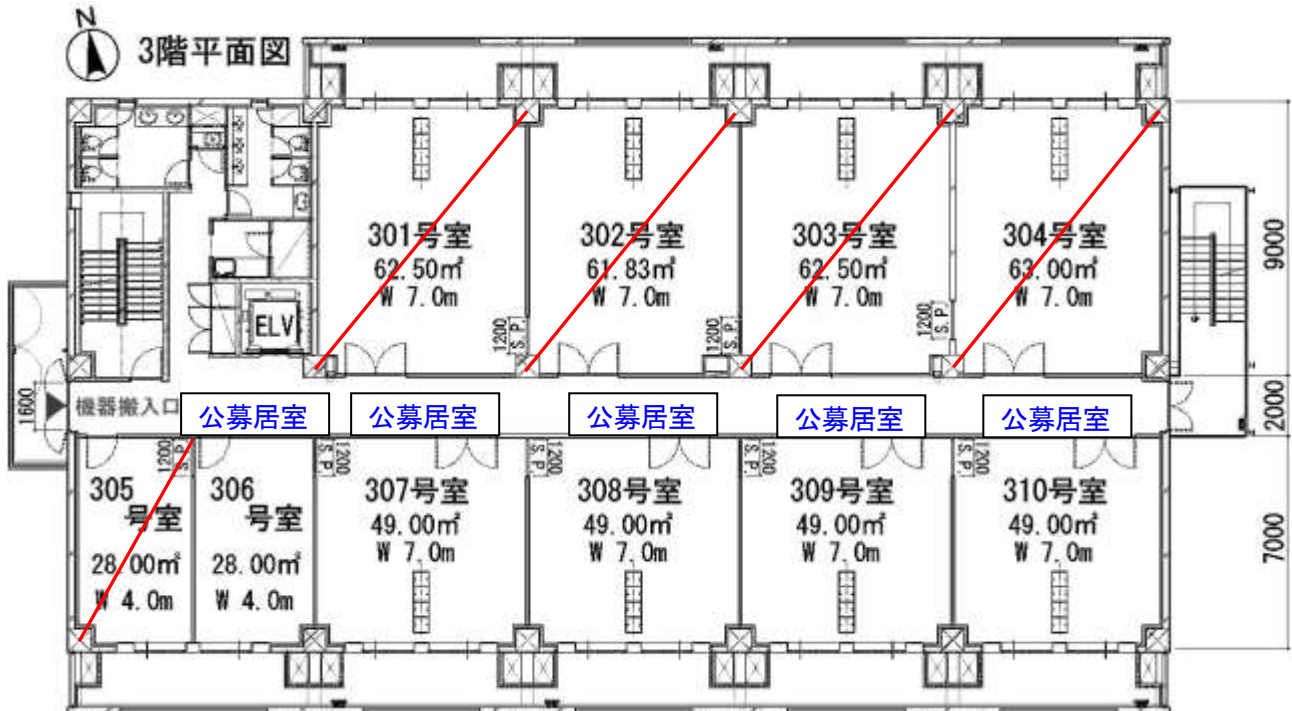 N
3階平面図
301号室
62.50㎡
W 7.0m
302号室
61.83㎡
W 7.0m
303号室
62.50㎡
W 7.0m
304号室
63.00㎡
W 7.0m
9000
ELV
1200
S.P.
1200
S.P.
1200
S.P.
1600
機器搬入口
公募居室
公募居室
公募居室
公募居室
公募居室
2000
1200
S.P.
1200
S.P.
1200
S.P.
1200
S.P.
1200
S.P.
305
号室
28.00㎡
W 4.0m
306
号室
28.00㎡
W 4.0m
307号室
49.00㎡
W 7.0m
308号室
49.00㎡
W 7.0m
309号室
49.00㎡
W 7.0m
310号室
49.00㎡
W 7.0m
7000